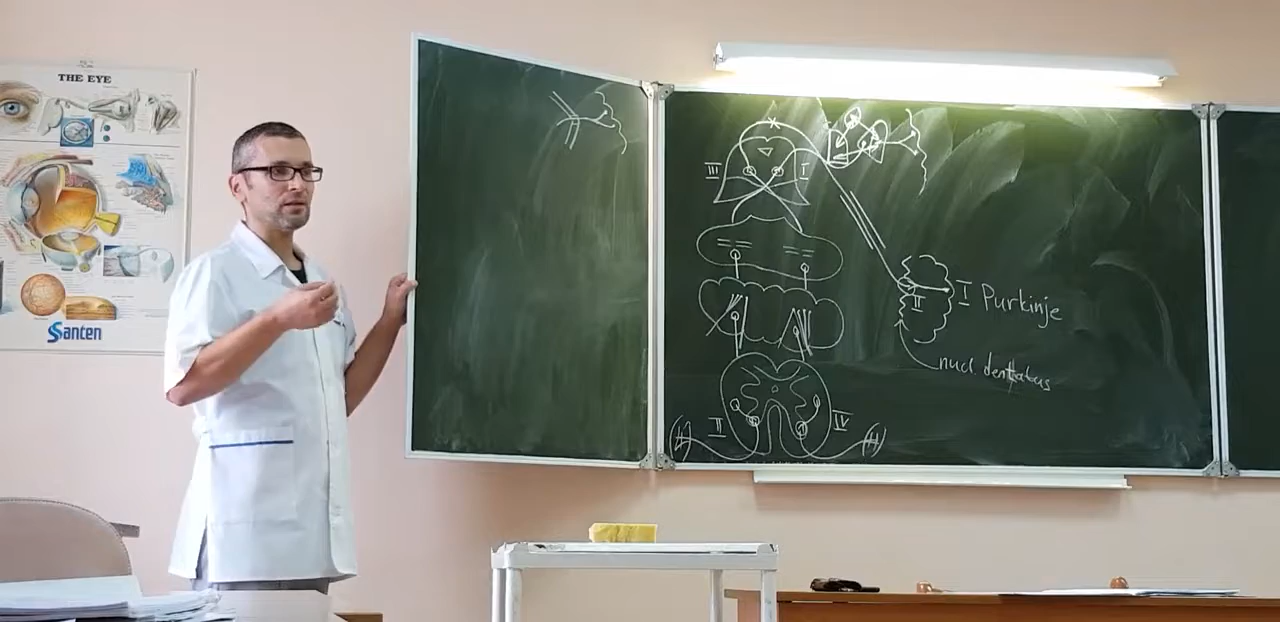 THE EYE
Santen
III
I
I Purkinje
II
nucl. dentatus
II
IV